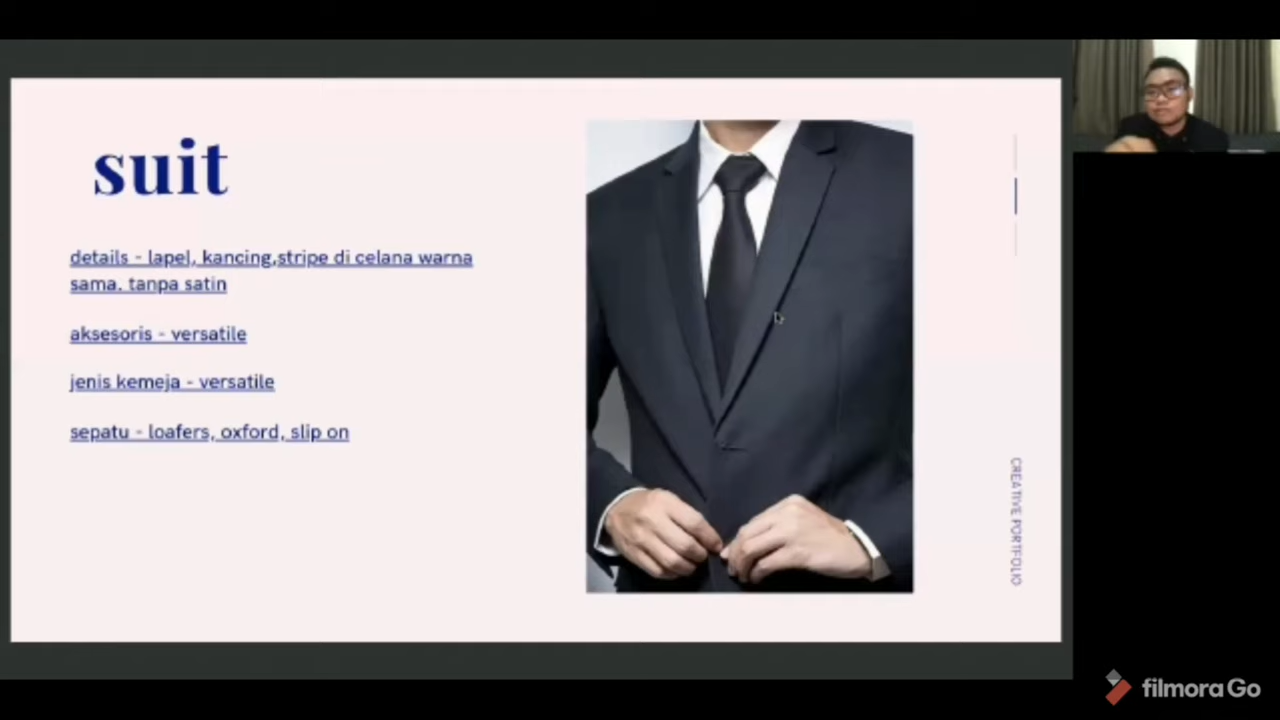 suit
details - lapel, kancing,stripe di celana warna
sama. tanpa satin
aksesoris - versatile
jenis kemeja - versatile
sepatu - loafers, oxford, slip on
CREATIVE PORTFOLIO
filmoraGo